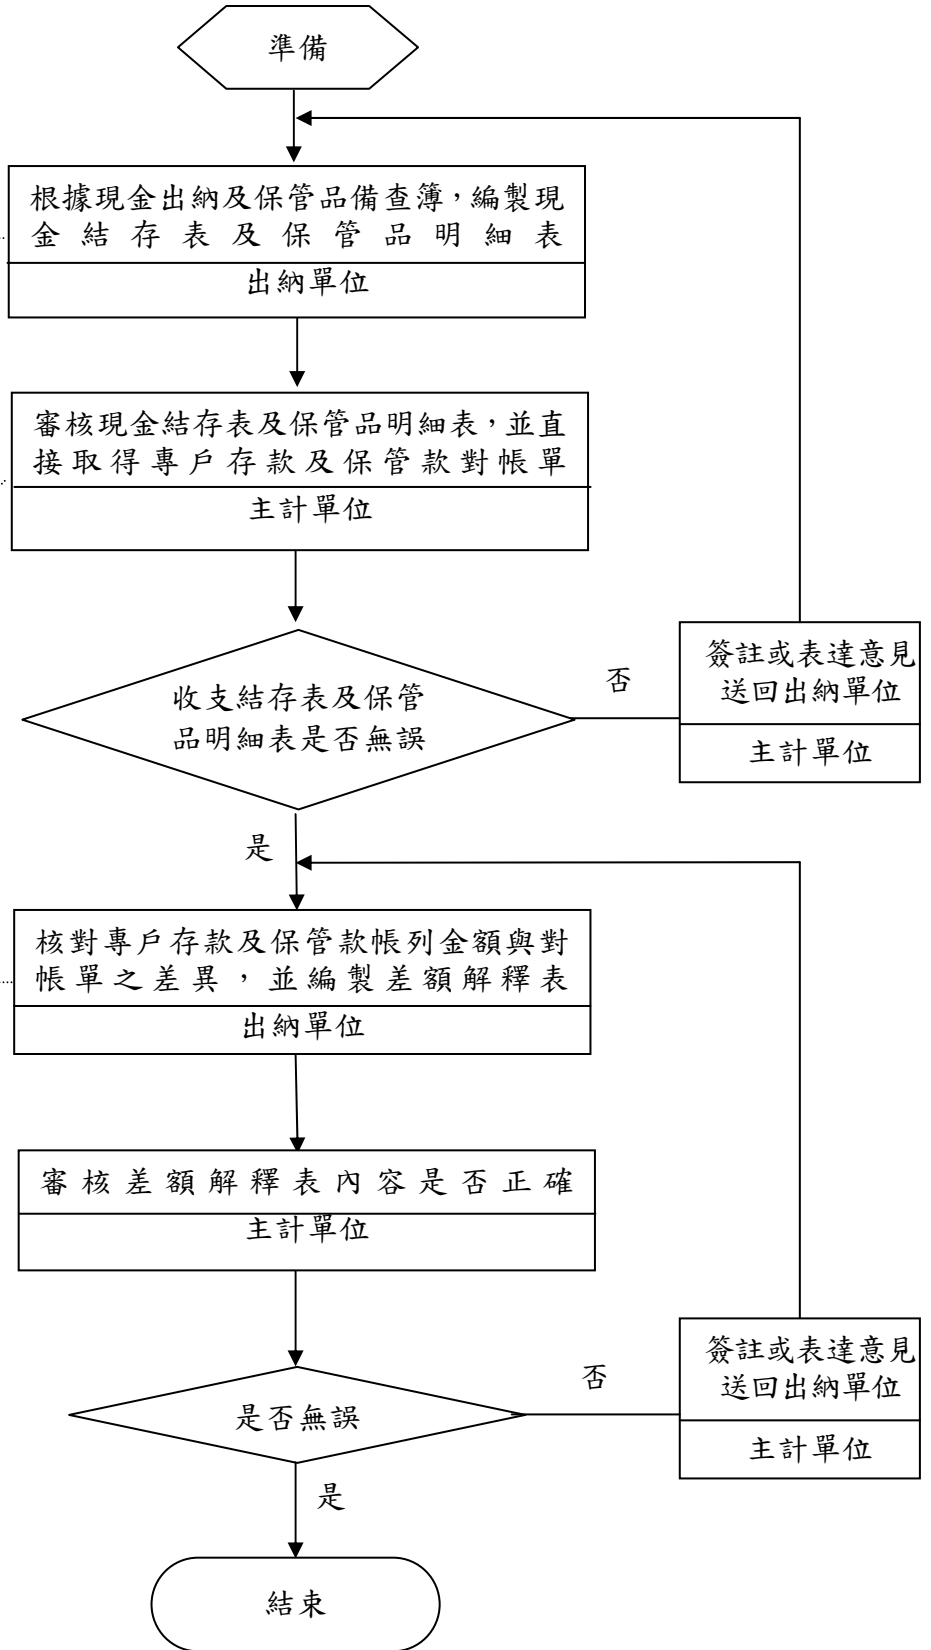 準備
根據現金出納及保管品備查簿，編製現
金結存表及保管品明細表
出納單位
審核現金結存表及保管品明細表，並直
接取得專戶存款及保管款對帳單
主計單位
收支結存表及保管
品明細表是否無誤
否
簽註或表達意見
送回出納單位
主計單位
是
核對專戶存款及保管款帳列金額與對
帳單之差異，並編製差額解釋表
出納單位
審核差額解釋表內容是否正確
主計單位
是否無誤
否
簽註或表達意見
送回出納單位
主計單位
是
結束